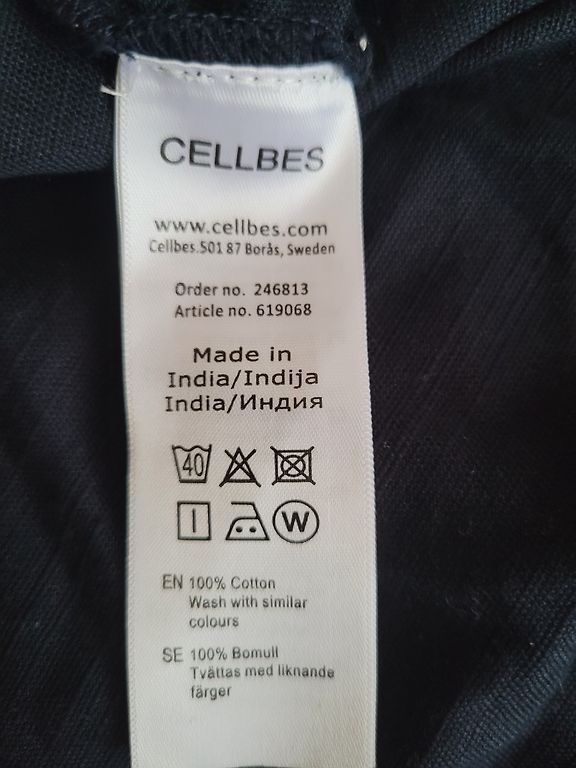 CELLBES
www.cellbes.com
Cellbes.501 87 Borås, Sweden
Order no. 246813
Article no. 619068
Made in
India/Indija
India/Индия
40
W
EN 100% Cotton
Wash with similar
colours
SE 100% Bomull
Tvättas med liknande
färger